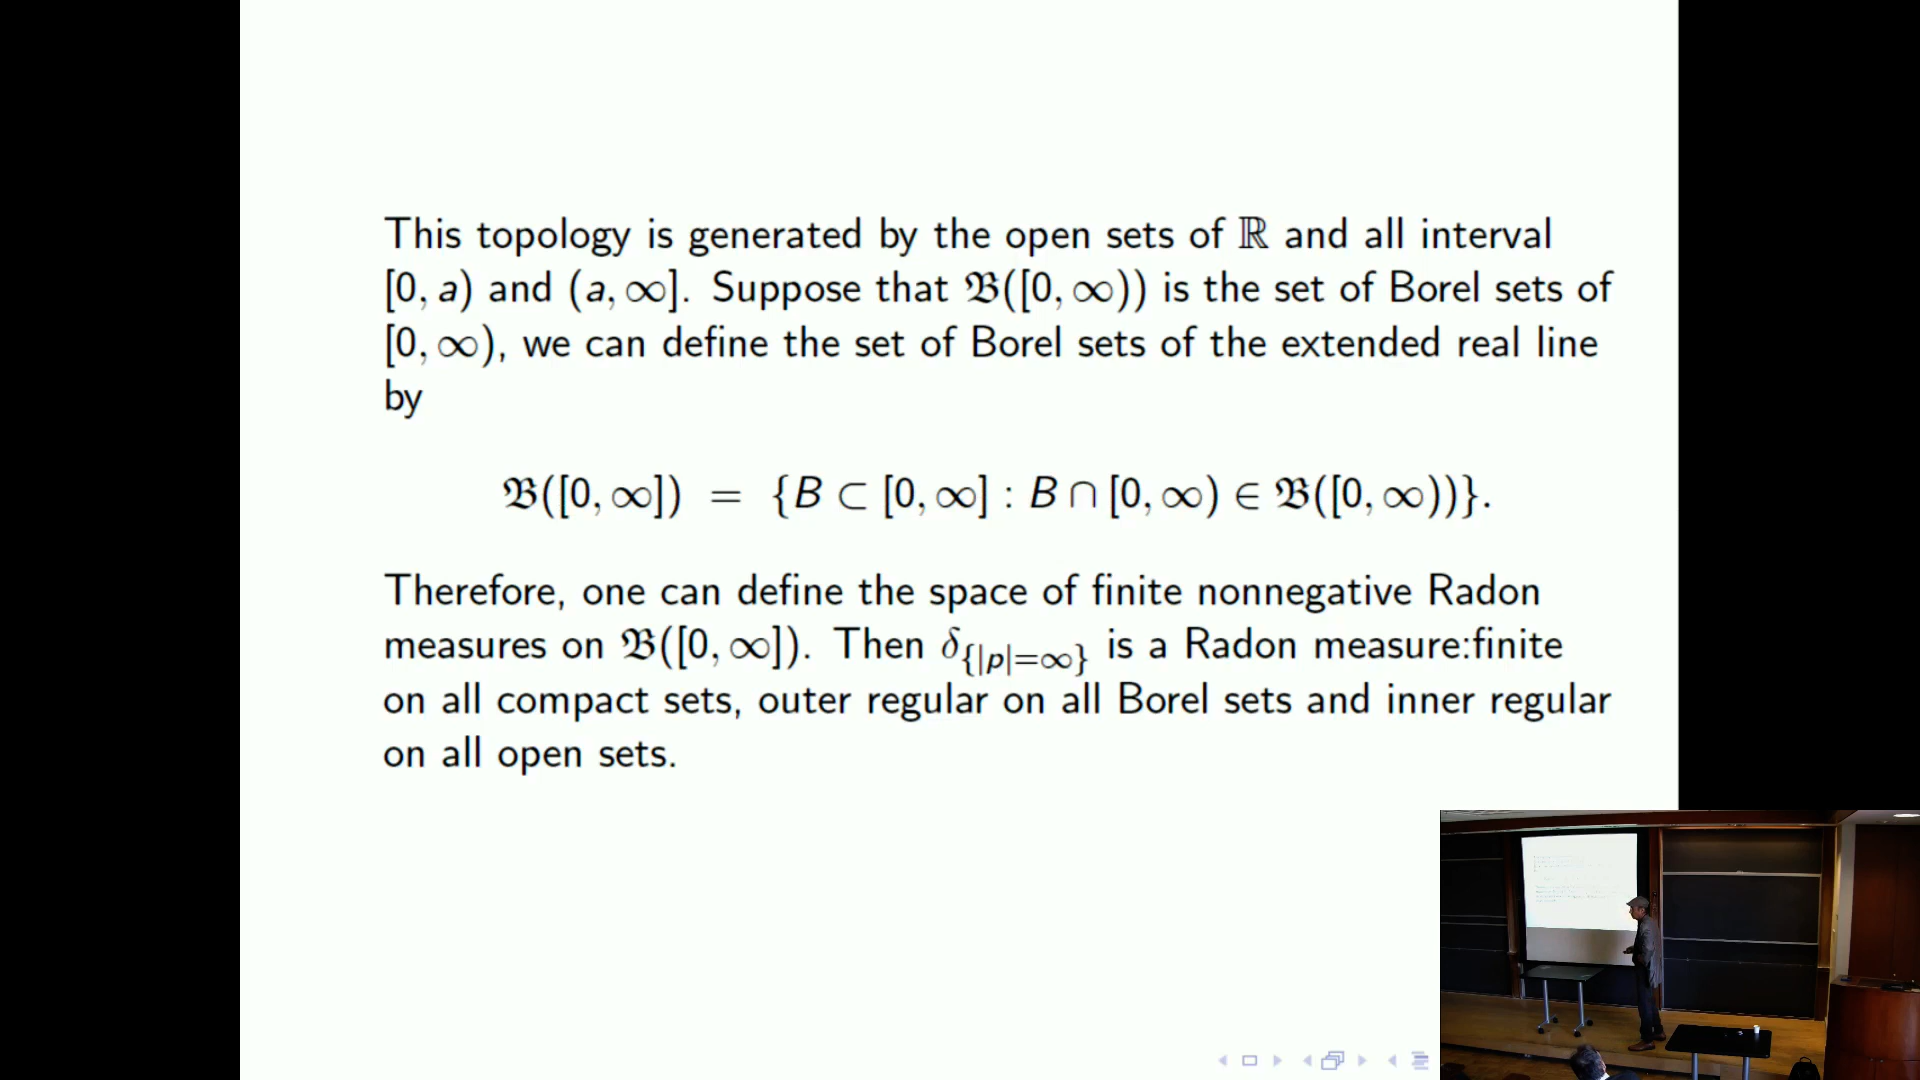 This topology is generated by the open sets of ℝ and all interval
[0, a) and (a, ∞]. Suppose that 𝔅([0, ∞)) is the set of Borel sets of
[0, ∞), we can define the set of Borel sets of the extended real line
by
𝔅([0, ∞]) = {B ⊂ [0, ∞] : B ∩ [0, ∞) ∈ 𝔅([0, ∞))}.
Therefore, one can define the space of finite nonnegative Radon
measures on 𝔅([0, ∞]). Then δ_{{|p|=∞}} is a Radon measure:finite
on all compact sets, outer regular on all Borel sets and inner regular
on all open sets.